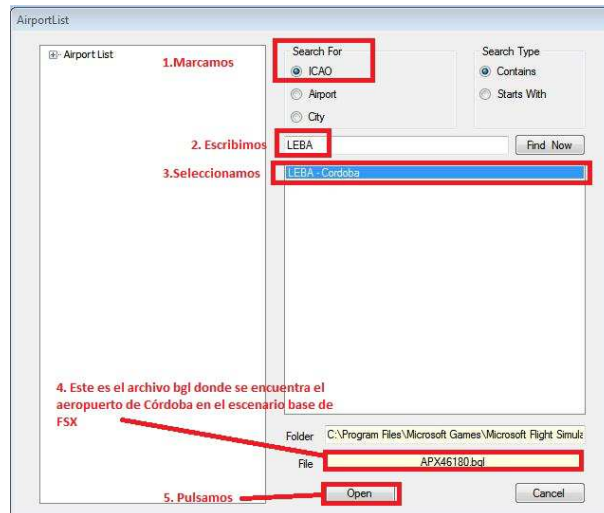 AirportList
Airport List
1.Marcamos
Search For
ICAO
Airport
City
Search Type
Contains
Starts With
2. Escribimos
LEBA
Find Now
3.Seleccionamos
LEBA - Cordoba
4. Este es el archivo bgl donde se encuentra el
aeropuerto de Córdoba en el escenario base de
FSX
Folder C:\Program Files\Microsoft Games\Microsoft Flight Simula
File APX46180.bgl
5. Pulsamos
Open
Cancel